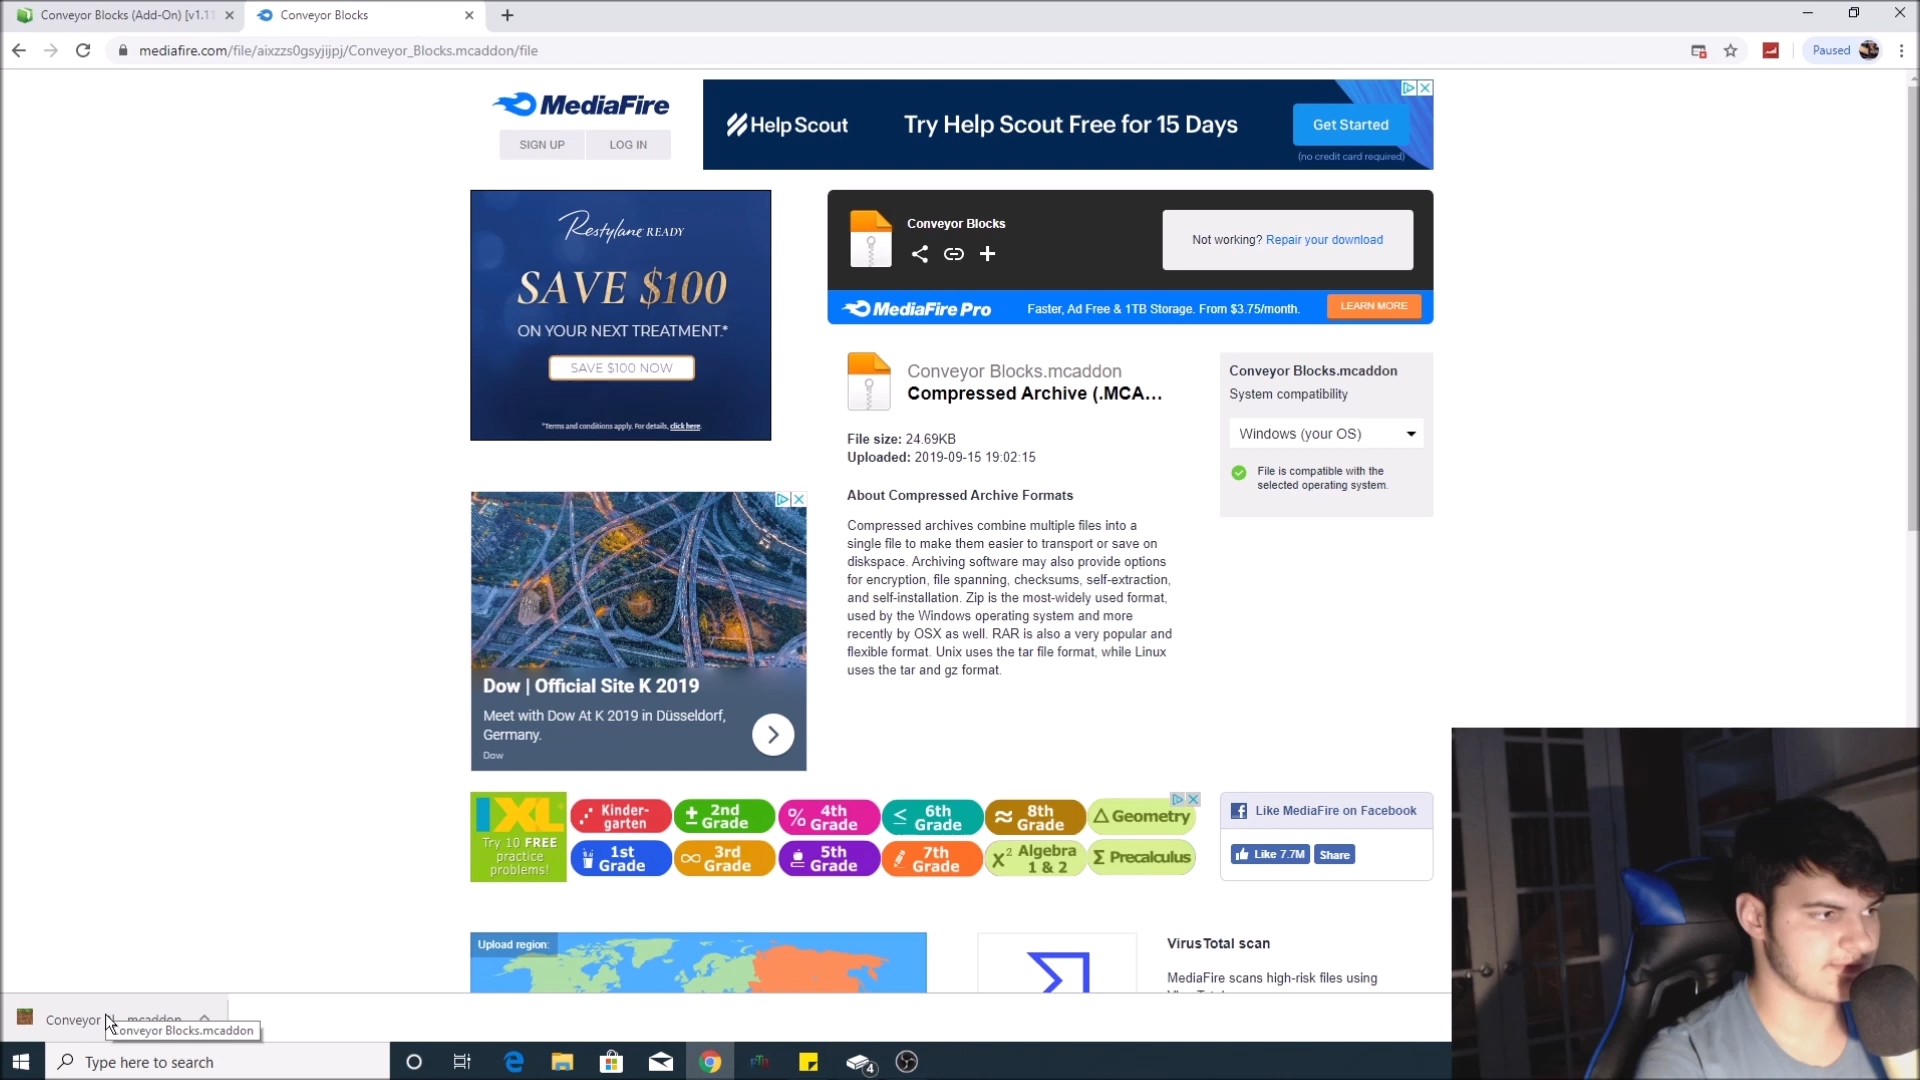 Conveyor Blocks (Add-On) [v1.11
Conveyor Blocks
mediafire.com/file/aixzzs0gsyjijpj/Conveyor_Blocks.mcaddon/file
Paused
MediaFire
SIGN UP
LOG IN
Help Scout
Try Help Scout Free for 15 Days
Get Started
(no credit card required)
Restylane READY
SAVE $100
ON YOUR NEXT TREATMENT.*
SAVE $100 NOW
*Terms and conditions apply. For details, click here.
Conveyor Blocks
Not working? Repair your download
MediaFire Pro
Faster, Ad Free & 1TB Storage. From $3.75/month.
LEARN MORE
Conveyor Blocks.mcaddon
Compressed Archive (.MCA...
File size: 24.69KB
Uploaded: 2019-09-15 19:02:15
About Compressed Archive Formats
Compressed archives combine multiple files into a
single file to make them easier to transport or save on
diskspace. Archiving software may also provide options
for encryption, file spanning, checksums, self-extraction,
and self-installation. Zip is the most-widely used format,
used by the Windows operating system and more
recently by OSX as well. RAR is also a very popular and
flexible format. Unix uses the tar file format, while Linux
uses the tar and gz format.
Conveyor Blocks.mcaddon
System compatibility
Windows (your OS)
File is compatible with the
selected operating system.
Dow | Official Site K 2019
Meet with Dow At K 2019 in Düsseldorf,
Germany.
Dow
IXL
Try 10 FREE
practice
problems!
Kinder-
garten
2nd
Grade
4th
Grade
6th
Grade
8th
Grade
Geometry
1st
Grade
3rd
Grade
5th
Grade
7th
Grade
Algebra
1 & 2
Precalculus
Like MediaFire on Facebook
Like 7.7M
Share
Upload region:
VirusTotal scan
MediaFire scans high-risk files using
Conveyor
Conveyor Blocks.mcaddon
Type here to search
4